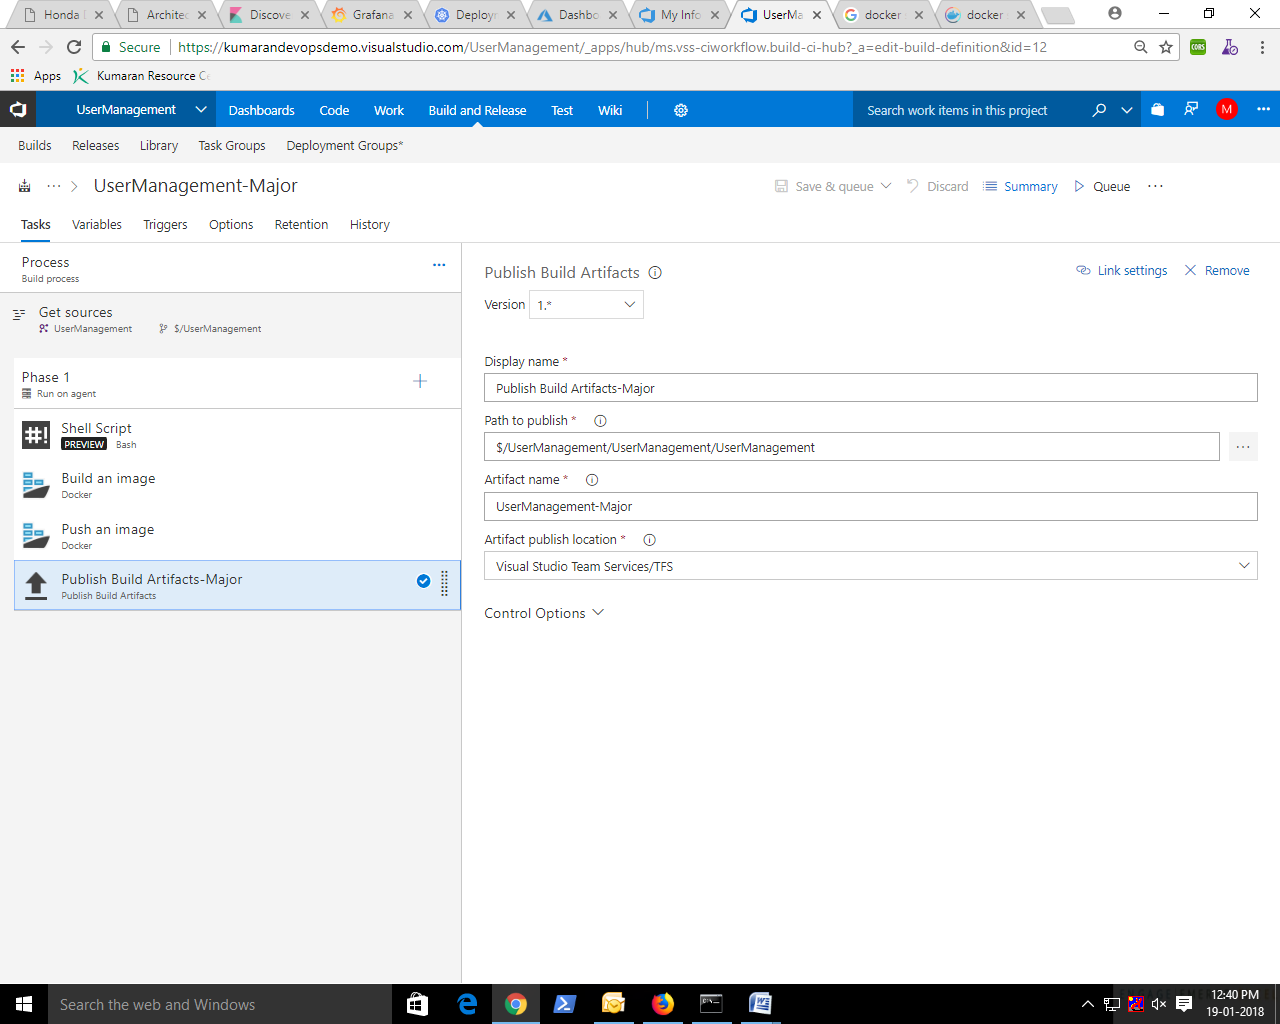 Honda
Architec
Discove
Grafana
Deploym
Dashbo
My Info
UserMa
docker
docker
Secure
https://kumarandevopsdemo.visualstudio.com/UserManagement/_apps/hub/ms.vss-ciworkflow.build-ci-hub?_a=edit-build-definition&id=12
CORS
Apps
Kumaran Resource Ce
UserManagement
Dashboards
Code
Work
Build and Release
Test
Wiki
Search work items in this project
M
Builds
Releases
Library
Task Groups
Deployment Groups*
UserManagement-Major
Save & queue
Discard
Summary
Queue
Tasks
Variables
Triggers
Options
Retention
History
Process
Build process
Get sources
UserManagement
$/UserManagement
Phase 1
Run on agent
Shell Script
PREVIEW Bash
Build an image
Docker
Push an image
Docker
Publish Build Artifacts-Major
Publish Build Artifacts
Publish Build Artifacts
Link settings
Remove
Version 1.*
Display name *
Publish Build Artifacts-Major
Path to publish *
$/UserManagement/UserManagement/UserManagement
Artifact name *
UserManagement-Major
Artifact publish location *
Visual Studio Team Services/TFS
Control Options
Search the web and Windows
12:40 PM
19-01-2018